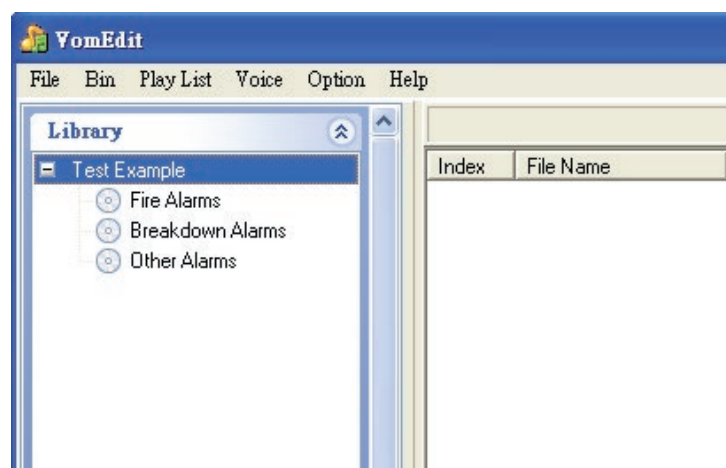 VomEdit
File Bin Play List Voice Option Help
Library
Test Example
Fire Alarms
Breakdown Alarms
Other Alarms
Index File Name